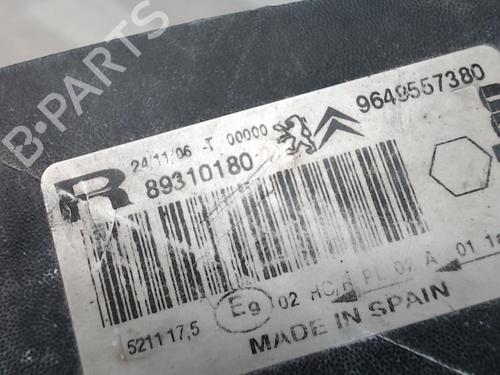 B-PARTS
24/11/06 T 00000
9649557380
R
89310180
E9 02 HC/R PL 02 A 01 1a
5211 17,5
MADE IN SPAIN